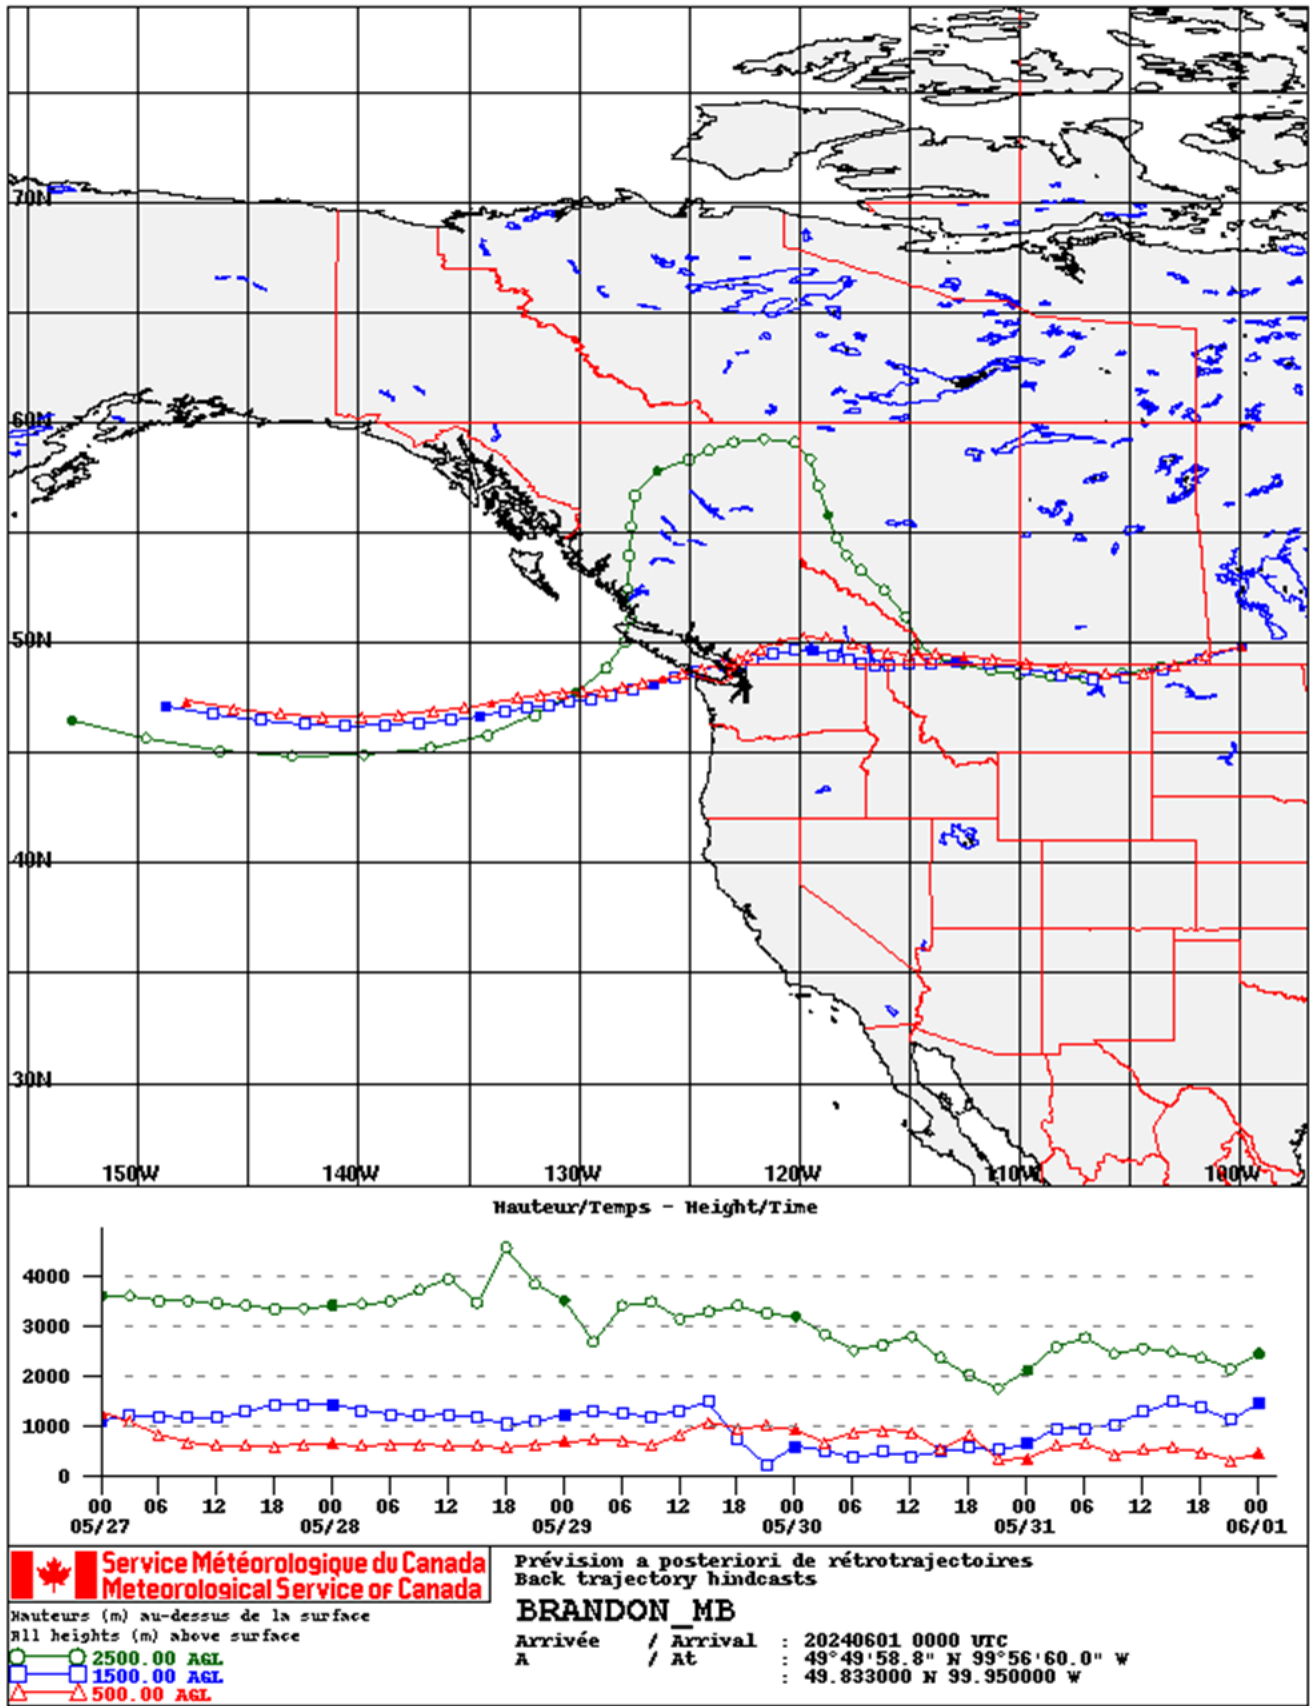 70N
60N
50N
40N
30N
150W 140W 130W 120W 110W 100W
Hauteur/Temps - Height/Time
4000
3000
2000
1000
0
00 06 12 18 00 06 12 18 00 06 12 18 00 06 12 18 00 06 12 18 00
05/27 05/28 05/29 05/30 05/31 06/01
Service Météorologique du Canada
Meteorological Service of Canada
Hauteurs (m) au-dessus de la surface
All heights (m) above surface
2500.00 AGL
1500.00 AGL
500.00 AGL
Prévision a posteriori de rétrotrajectoires
Back trajectory hindcasts
BRANDON_MB
Arrivée / Arrival : 20240601 0000 UTC
A / At : 49°49'58.8" N 99°56'60.0" W
: 49.833000 N 99.950000 W